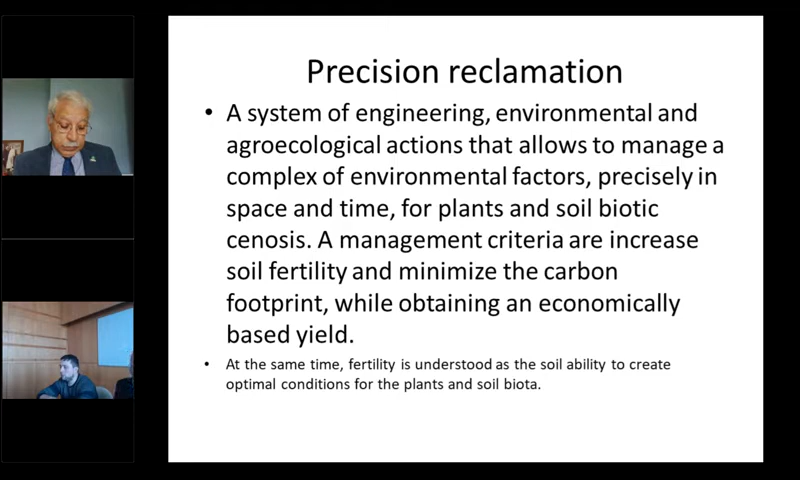 Precision reclamation
• A system of engineering, environmental and
agroecological actions that allows to manage a
complex of environmental factors, precisely in
space and time, for plants and soil biotic
cenosis. A management criteria are increase
soil fertility and minimize the carbon
footprint, while obtaining an economically
based yield.
• At the same time, fertility is understood as the soil ability to create
optimal conditions for the plants and soil biota.